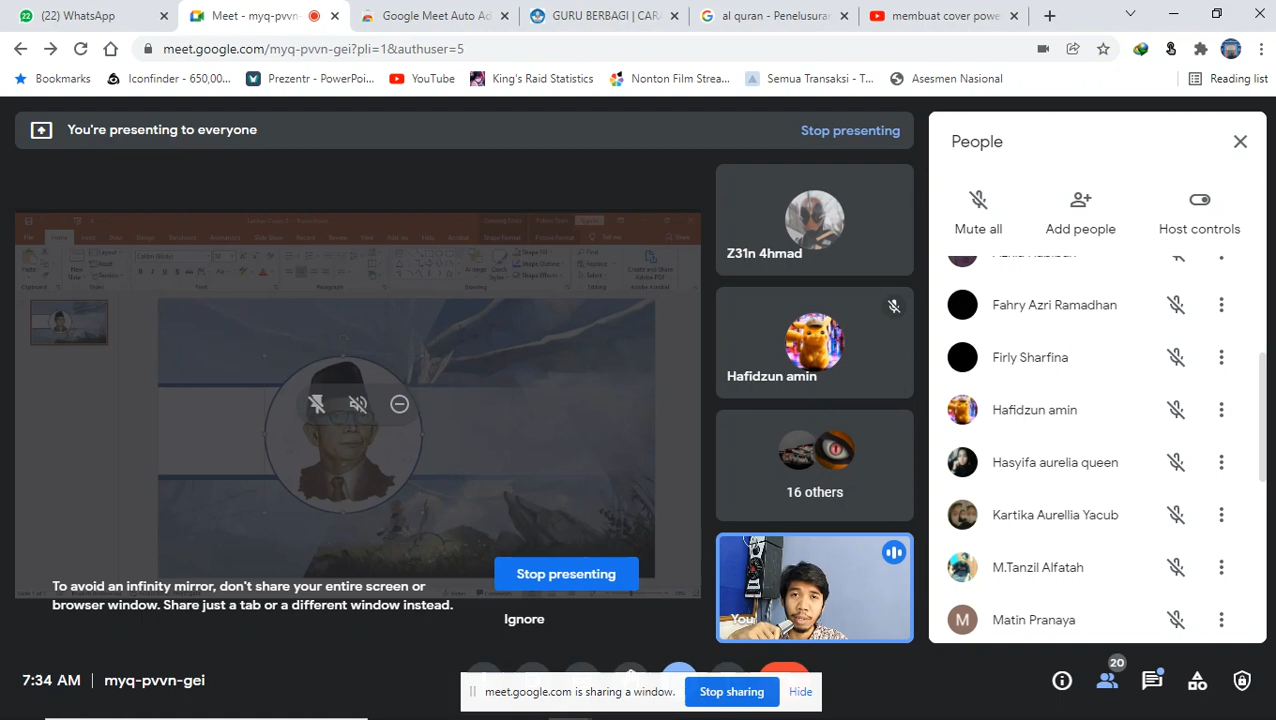 (22) WhatsApp
Meet - myq-pvvn-
Google Meet Auto Ad
GURU BERBAGI | CAR
al quran - Penelusuran
membuat cover powe
meet.google.com/myq-pvvn-gei?pli=1&authuser=5
Bookmarks
Iconfinder - 650,00...
Prezentr - PowerPoi...
YouTube
King's Raid Statistics
Nonton Film Strea...
Semua Transaksi - T...
Asesmen Nasional
Reading list
You're presenting to everyone
Stop presenting
People
Mute all
Add people
Host controls
Z31n 4hmad
Hafidzun amin
16 others
You
Fahry Azri Ramadhan
Firly Sharfina
Hafidzun amin
Hasyifa aurelia queen
Kartika Aurellia Yacub
M.Tanzil Alfatah
M
Matin Pranaya
To avoid an infinity mirror, don't share your entire screen or
browser window. Share just a tab or a different window instead.
Stop presenting
Ignore
7:34 AM
myq-pvvn-gei
meet.google.com is sharing a window.
Stop sharing
Hide
20